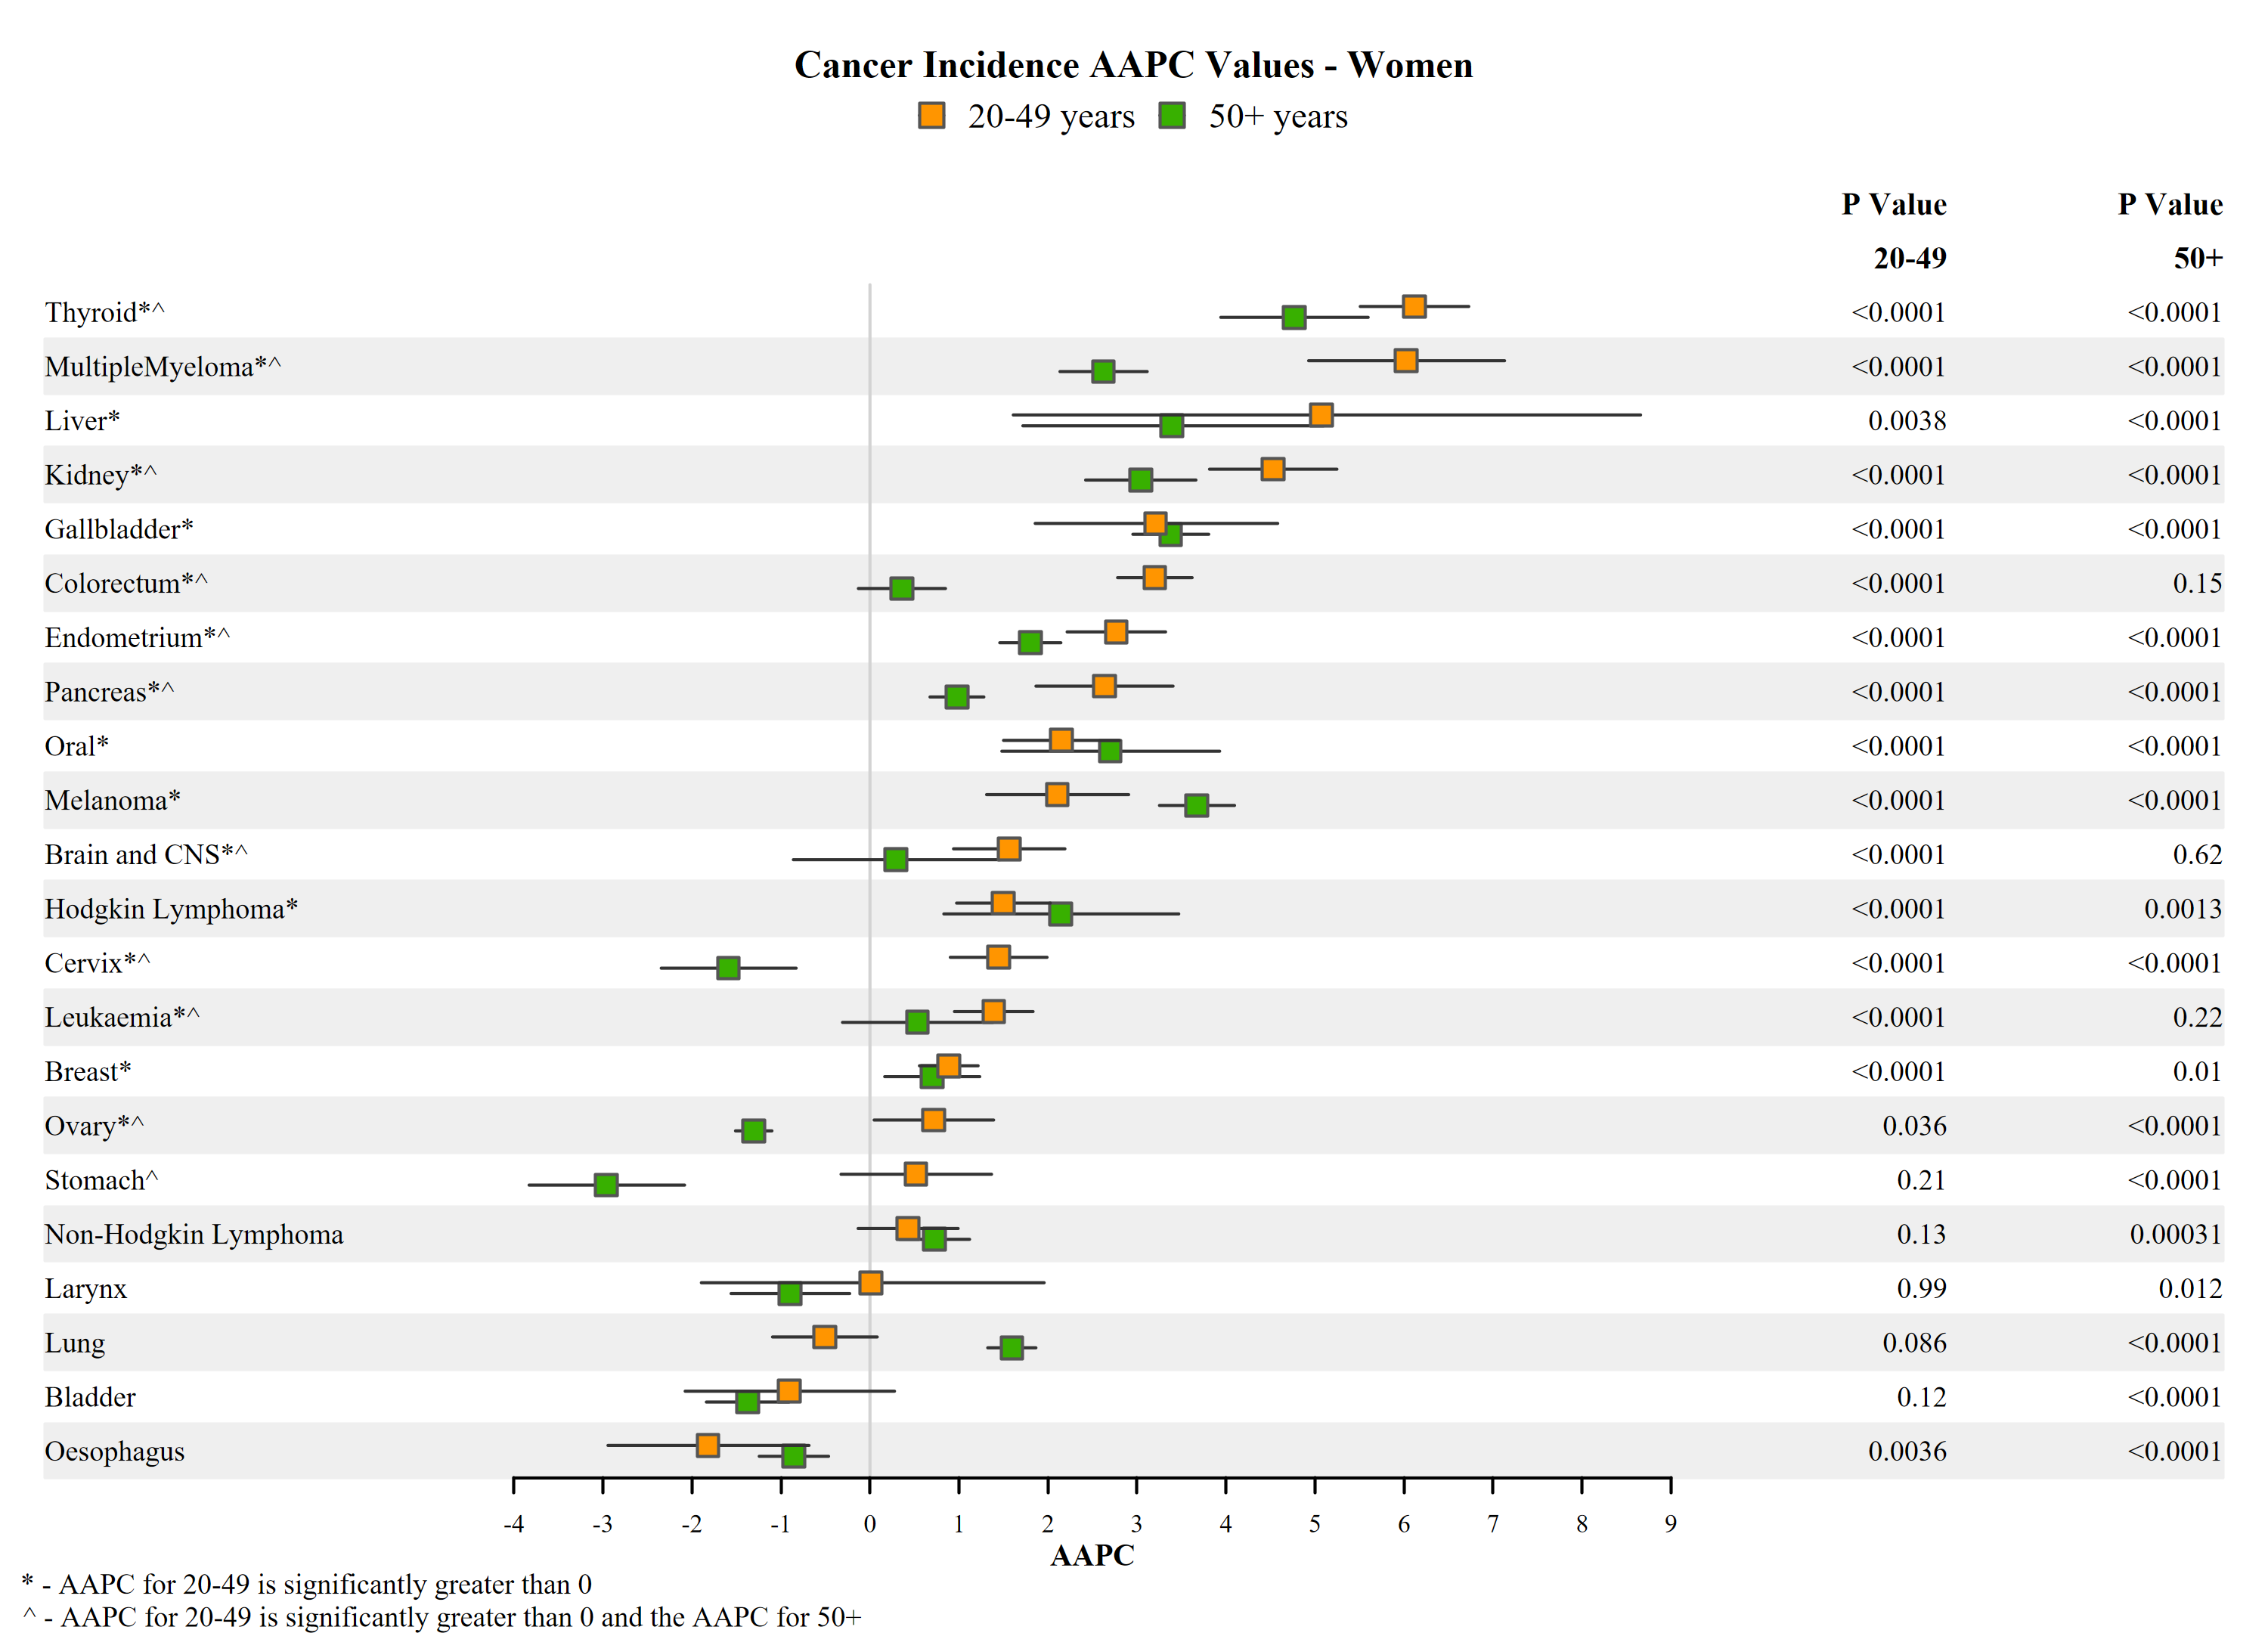 Cancer Incidence AAPC Values - Women
20-49 years 50+ years
P Value P Value
20-49 50+
Thyroid*^ <0.0001 <0.0001
MultipleMyeloma*^ <0.0001 <0.0001
Liver* 0.0038 <0.0001
Kidney*^ <0.0001 <0.0001
Gallbladder* <0.0001 <0.0001
Colorectum*^ <0.0001 0.15
Endometrium*^ <0.0001 <0.0001
Pancreas*^ <0.0001 <0.0001
Oral* <0.0001 <0.0001
Melanoma* <0.0001 <0.0001
Brain and CNS*^ <0.0001 0.62
Hodgkin Lymphoma* <0.0001 0.0013
Cervix*^ <0.0001 <0.0001
Leukaemia*^ <0.0001 0.22
Breast* <0.0001 0.01
Ovary*^ 0.036 <0.0001
Stomach^ 0.21 <0.0001
Non-Hodgkin Lymphoma 0.13 0.00031
Larynx 0.99 0.012
Lung 0.086 <0.0001
Bladder 0.12 <0.0001
Oesophagus 0.0036 <0.0001
-4 -3 -2 -1 0 1 2 3 4 5 6 7 8 9
AAPC
* - AAPC for 20-49 is significantly greater than 0
^ - AAPC for 20-49 is significantly greater than 0 and the AAPC for 50+